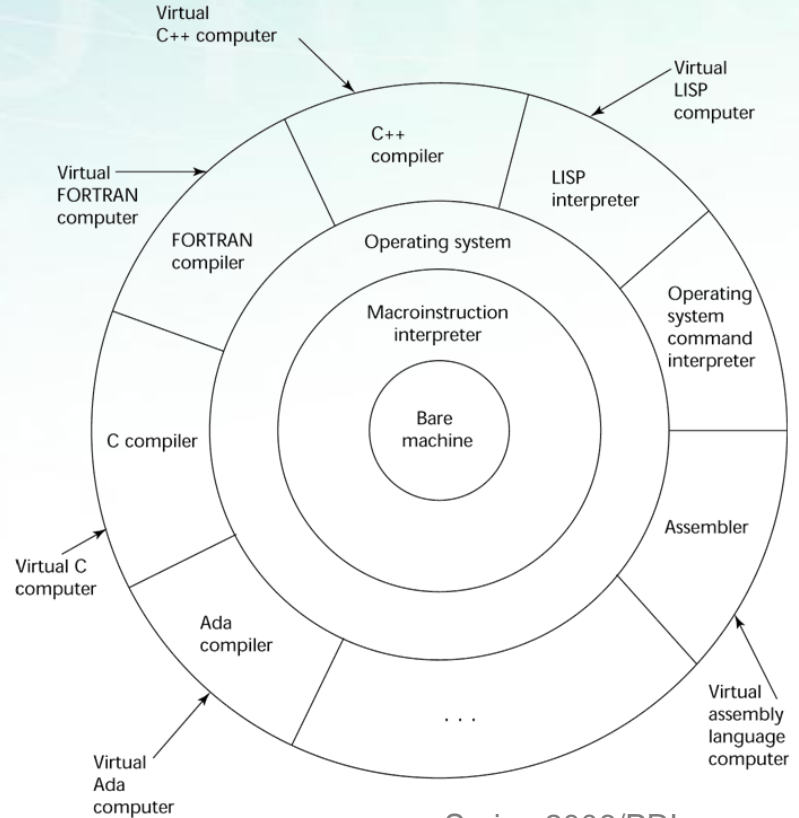 Virtual
C++ computer
Virtual
LISP
computer
C++
compiler
Virtual
FORTRAN
computer
LISP
interpreter
FORTRAN
compiler
Operating system
Operating
system
command
interpreter
Macroinstruction
interpreter
Bare
machine
C compiler
Assembler
Virtual C
computer
Ada
compiler
. . .
Virtual
assembly
language
computer
Virtual
Ada
computer